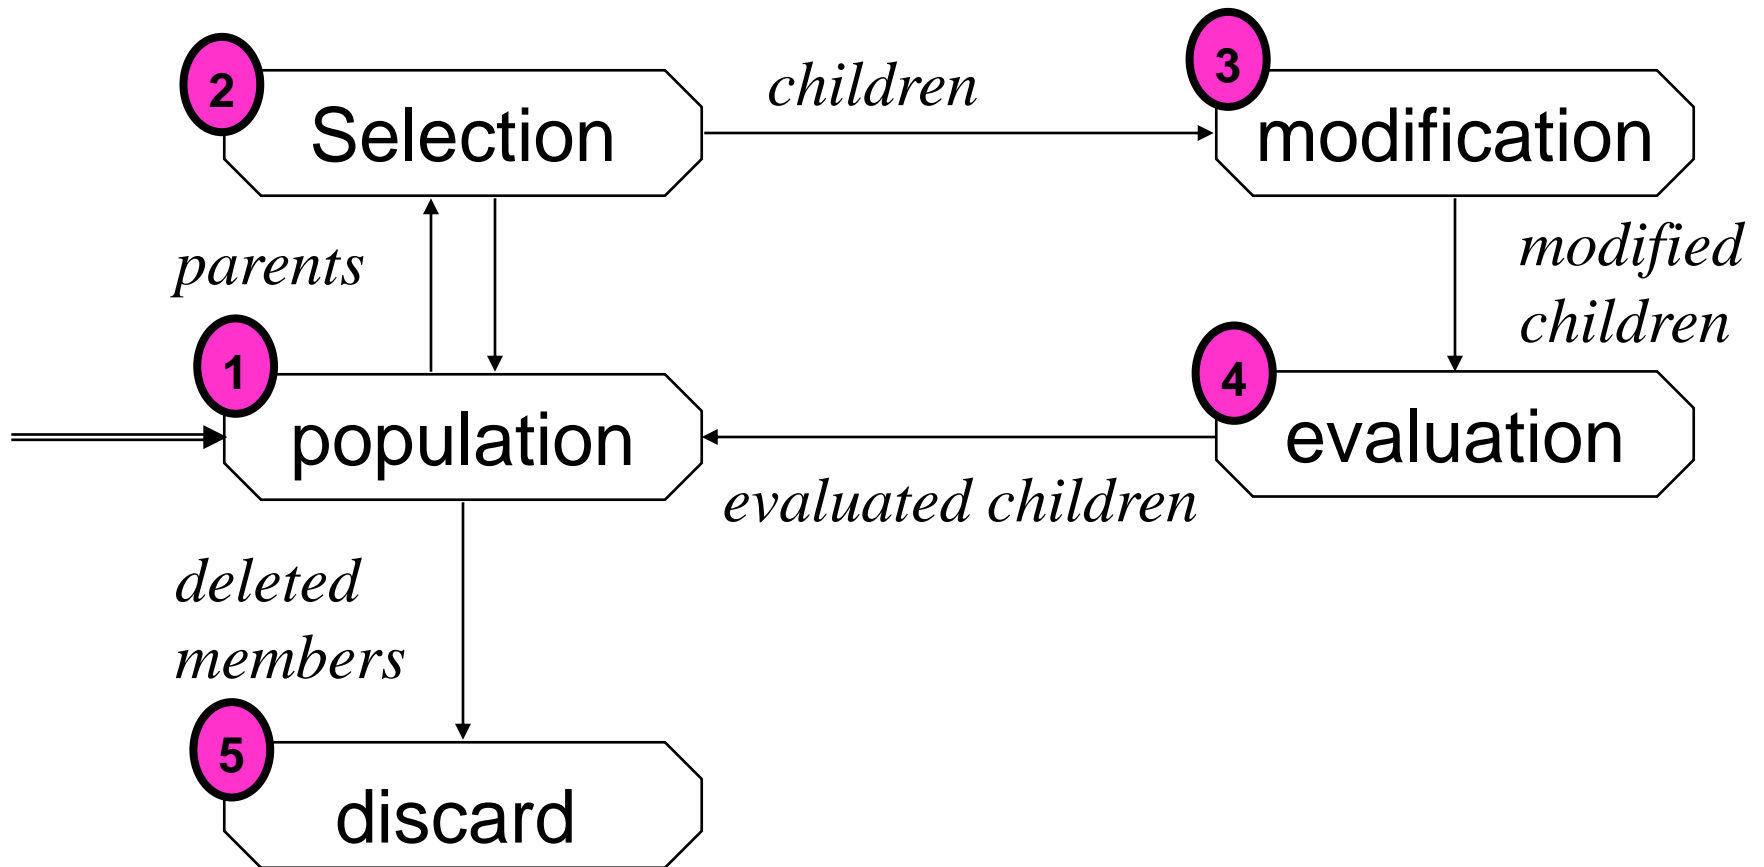 2
Selection
children
3
modification
parents
modified
children
1
population
4
evaluation
evaluated children
deleted
members
5
discard